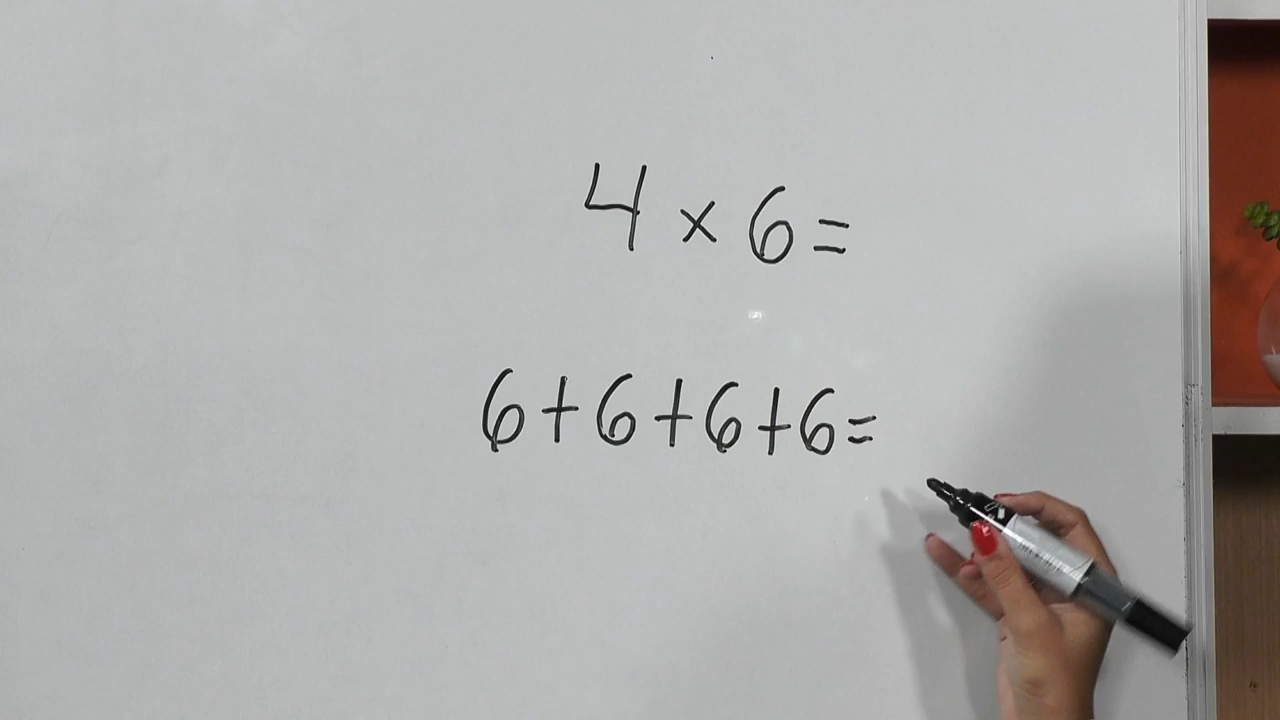 4 × 6 =
6 + 6 + 6 + 6 =